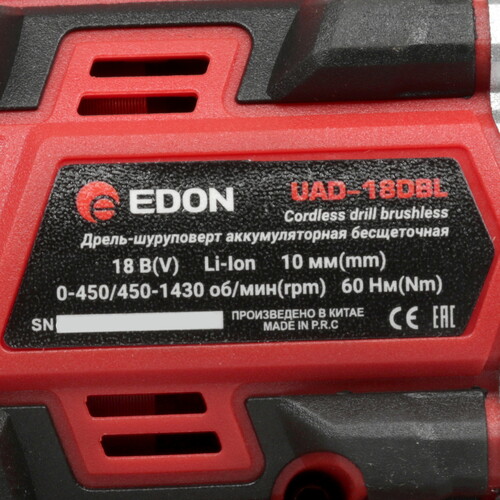 EDON UAD-18DBL
Cordless drill brushless
Дрель-шуруповерт аккумуляторная бесщеточная
18 В(V) Li-Ion 10 мм(mm)
0-450/450-1430 об/мин(rpm) 60 Нм(Nm)
SN ПРОИЗВЕДЕНО В КИТАЕ
MADE IN P.R.C
CE EAC